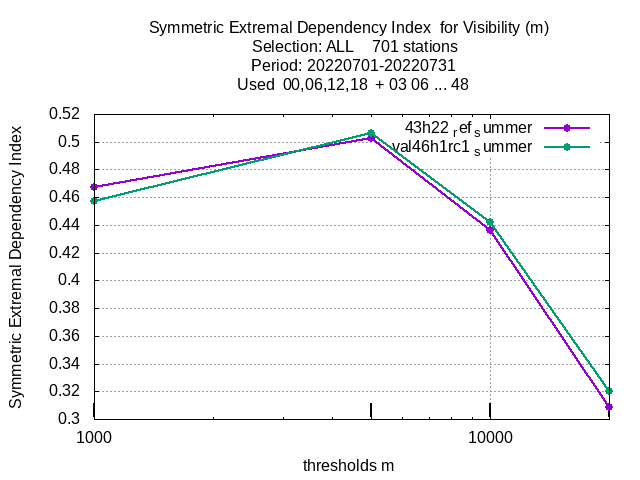 Symmetric Extremal Dependency Index for Visibility (m)
Selection: ALL 701 stations
Period: 20220701-20220731
Used 00,06,12,18 + 03 06 ... 48
43h22 ref summer
val46h1rc1 summer
0.52
0.5
0.48
0.46
0.44
0.42
0.4
0.38
0.36
0.34
0.32
0.3
Symmetric Extremal Dependency Index
1000
10000
thresholds m